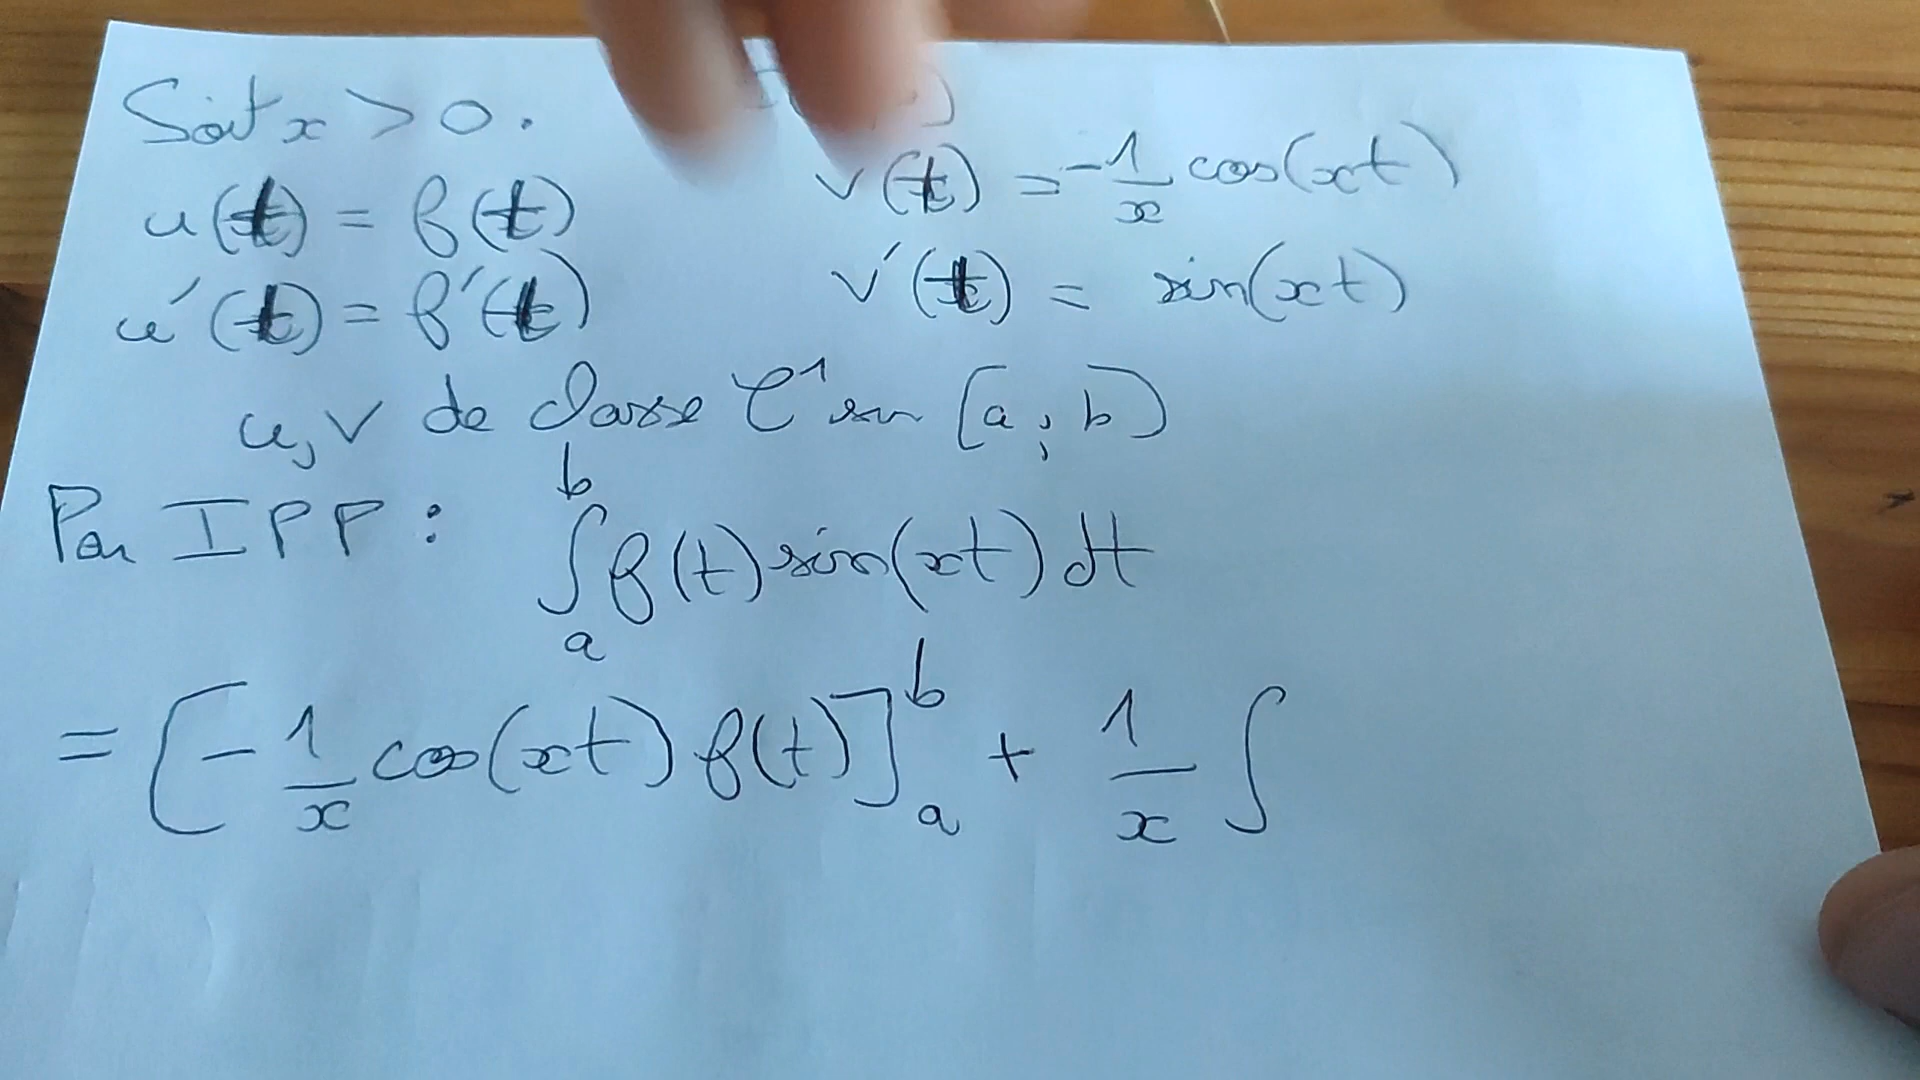 Soit x > 0.
u(t) = f(t) v(t) = -1/x cos(xt)
u'(t) = f'(t) v'(t) = sin(xt)
u, v de classe C¹ sur [a ; b]
Par IPP : ∫_a^b f(t) sin(xt) dt
= [-1/x cos(xt) f(t)]_a^b + 1/x ∫